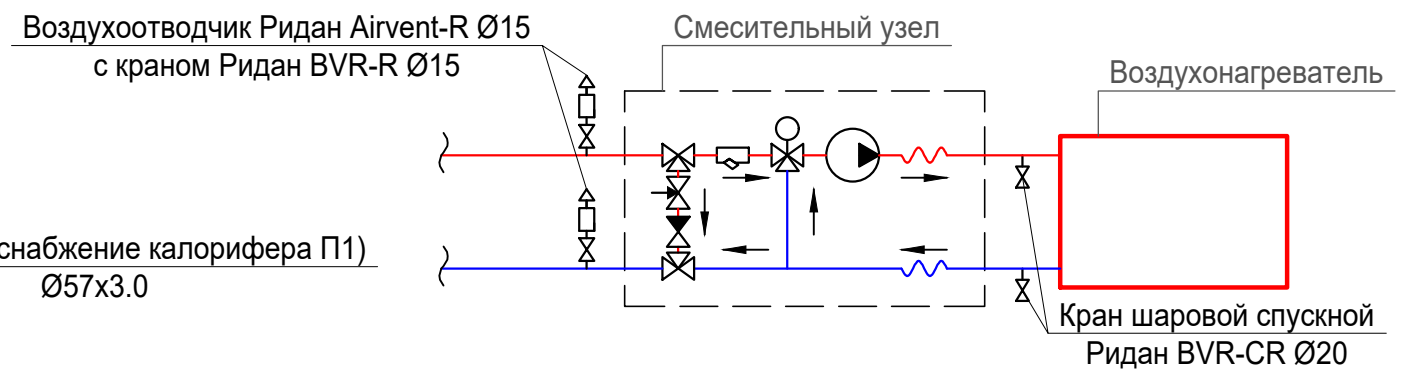 Воздухоотводчик Ридан Airvent-R Ø15
с краном Ридан BVR-R Ø15
Смесительный узел
Воздухонагреватель
снабжение калорифера П1)
Ø57x3.0
Кран шаровой спускной
Ридан BVR-CR Ø20